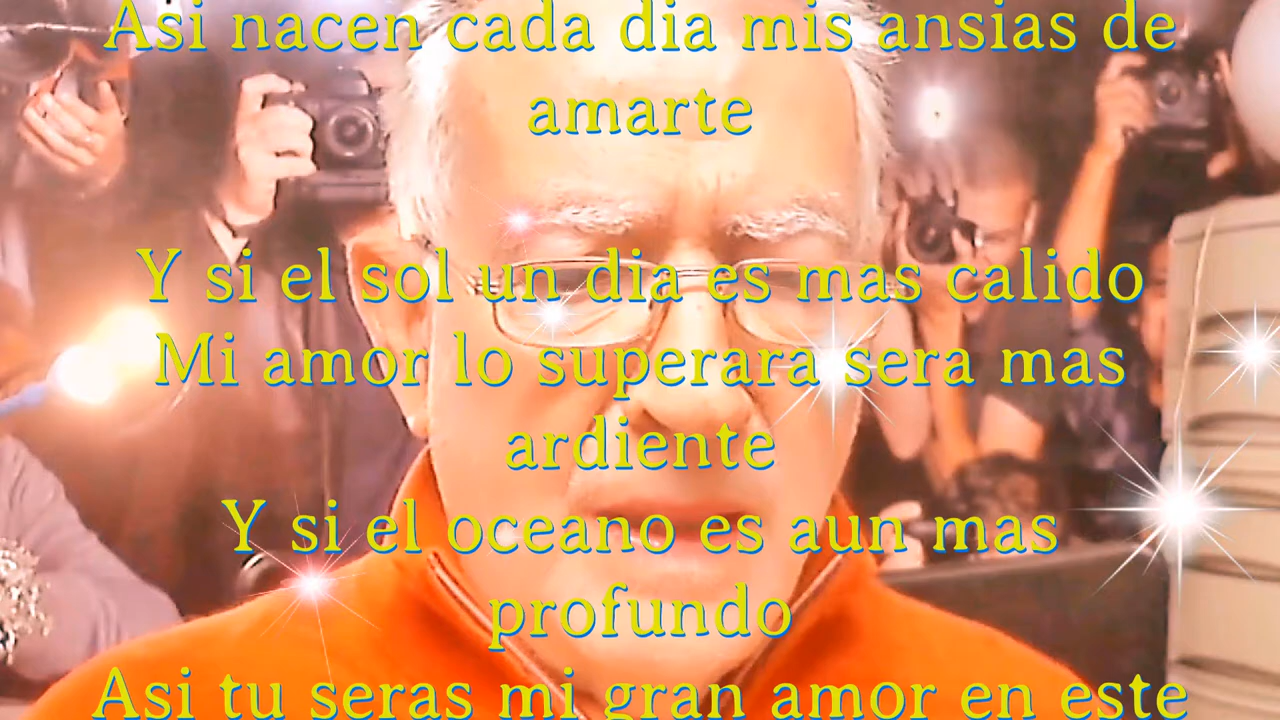 Asi nacen cada dia mis ansias de
amarte
Y si el sol un dia es mas calido
Mi amor lo superara sera mas
ardiente
Y si el oceano es aun mas
profundo
Asi tu seras mi gran amor en este